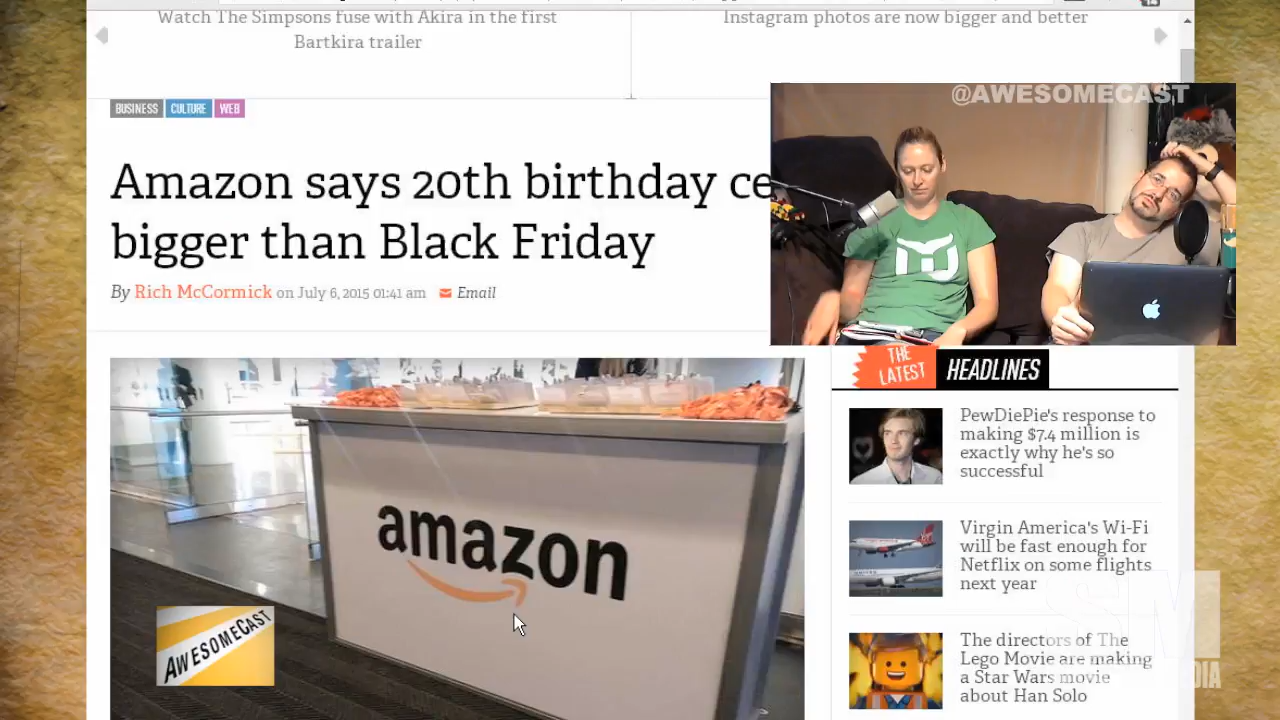 Watch The Simpsons fuse with Akira in the first
Bartkira trailer
Instagram photos are now bigger and better
BUSINESS CULTURE WEB
@AWESOMECAST
Amazon says 20th birthday ce
bigger than Black Friday
By Rich McCormick on July 6, 2015 01:41 am Email
THE LATEST HEADLINES
PewDiePie's response to
making $7.4 million is
exactly why he's so
successful
amazon
Virgin America's Wi-Fi
will be fast enough for
Netflix on some flights
next year
AWESOMECAST
The directors of The
Lego Movie are making
a Star Wars movie
about Han Solo
SM